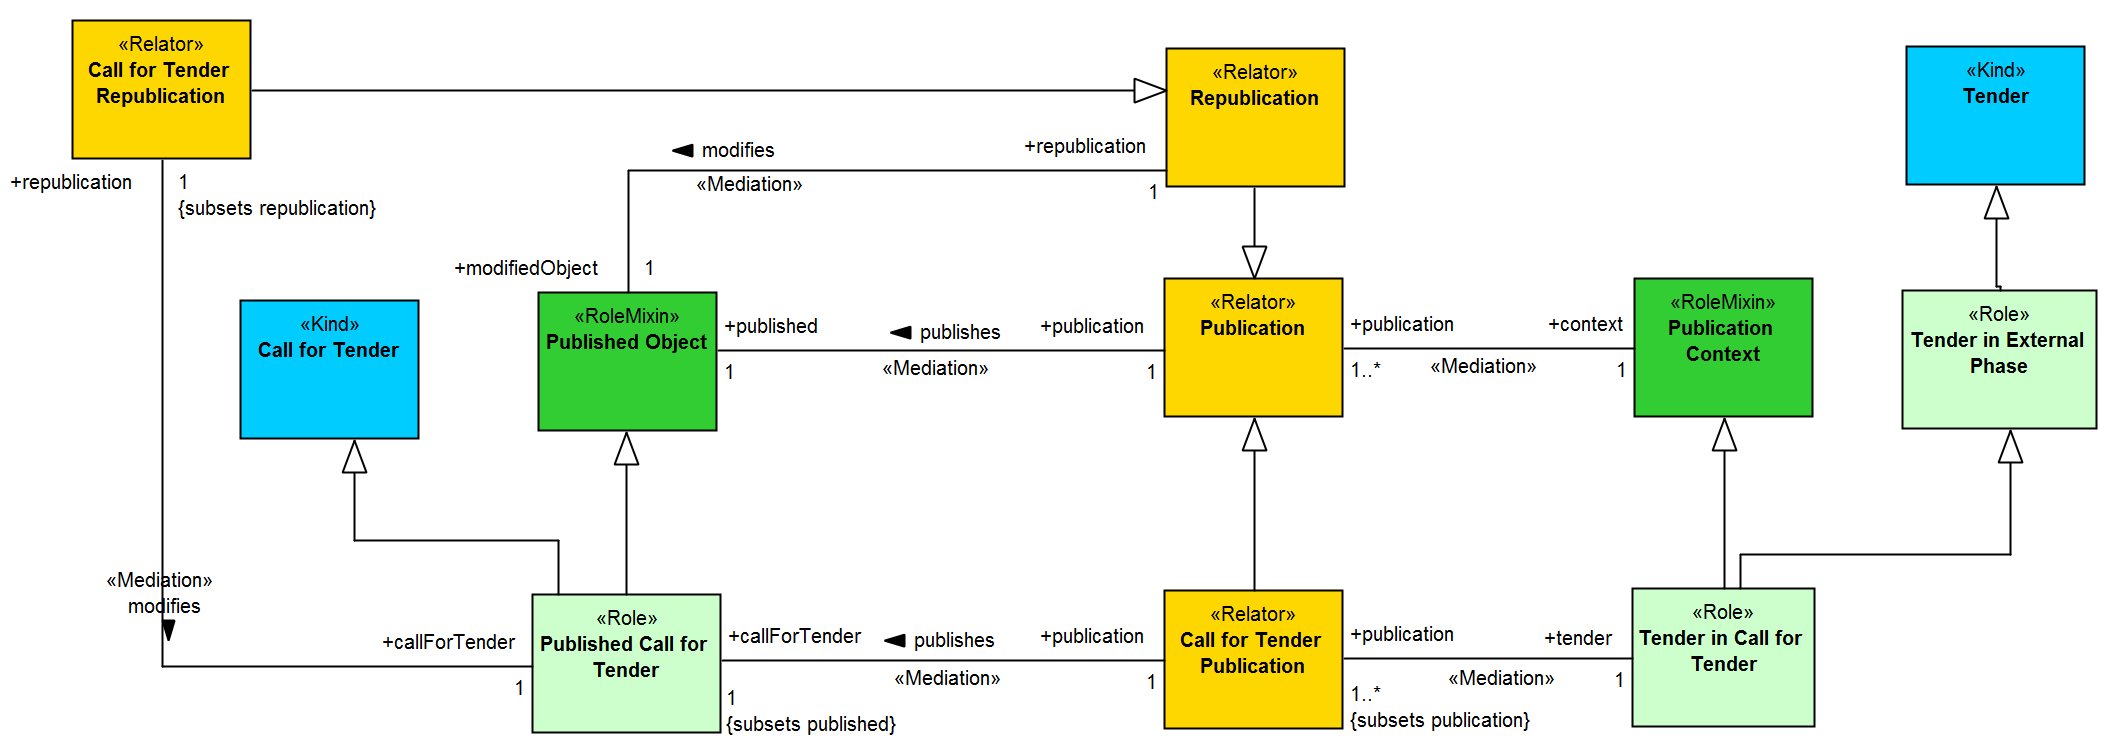 «Relator»
Call for Tender
Republication
«Relator»
Republication
«Kind»
Tender
+republication
1
{subsets republication}
modifies
«Mediation»
+republication
1
+modifiedObject
1
«Kind»
Call for Tender
«RoleMixin»
Published Object
+published
1
publishes
«Mediation»
+publication
1
«Relator»
Publication
+publication
1..*
«Mediation»
+context
1
«RoleMixin»
Publication
Context
«Role»
Tender in External
Phase
«Mediation»
modifies
+callForTender
1
«Role»
Published Call for
Tender
+callForTender
1
{subsets published}
publishes
«Mediation»
+publication
1
«Relator»
Call for Tender
Publication
+publication
1..*
{subsets publication}
«Mediation»
+tender
1
«Role»
Tender in Call for
Tender